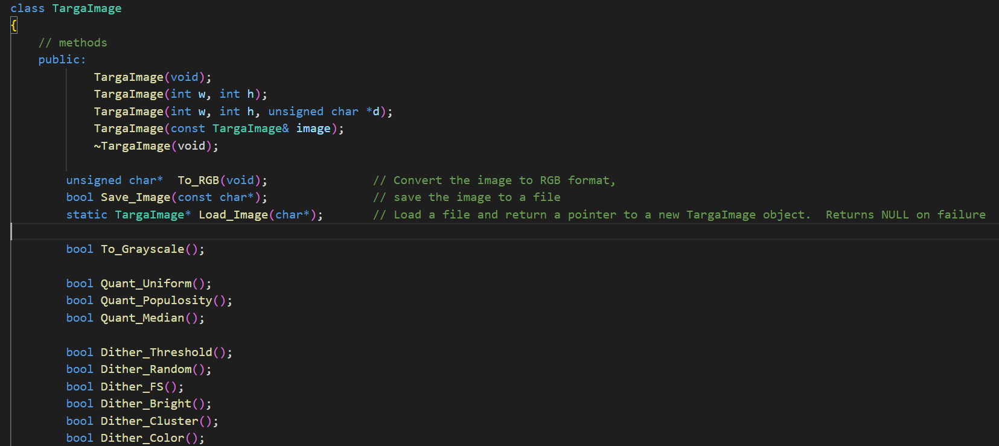 class TargaImage
{
// methods
public:
TargaImage(void);
TargaImage(int w, int h);
TargaImage(int w, int h, unsigned char *d);
TargaImage(const TargaImage& image);
~TargaImage(void);
unsigned char*  To_RGB(void);               // Convert the image to RGB format,
bool Save_Image(const char*);               // save the image to a file
static TargaImage* Load_Image(char*);       // Load a file and return a pointer to a new TargaImage object.  Returns NULL on failure
bool To_Grayscale();
bool Quant_Uniform();
bool Quant_Populosity();
bool Quant_Median();
bool Dither_Threshold();
bool Dither_Random();
bool Dither_FS();
bool Dither_Bright();
bool Dither_Cluster();
bool Dither_Color();